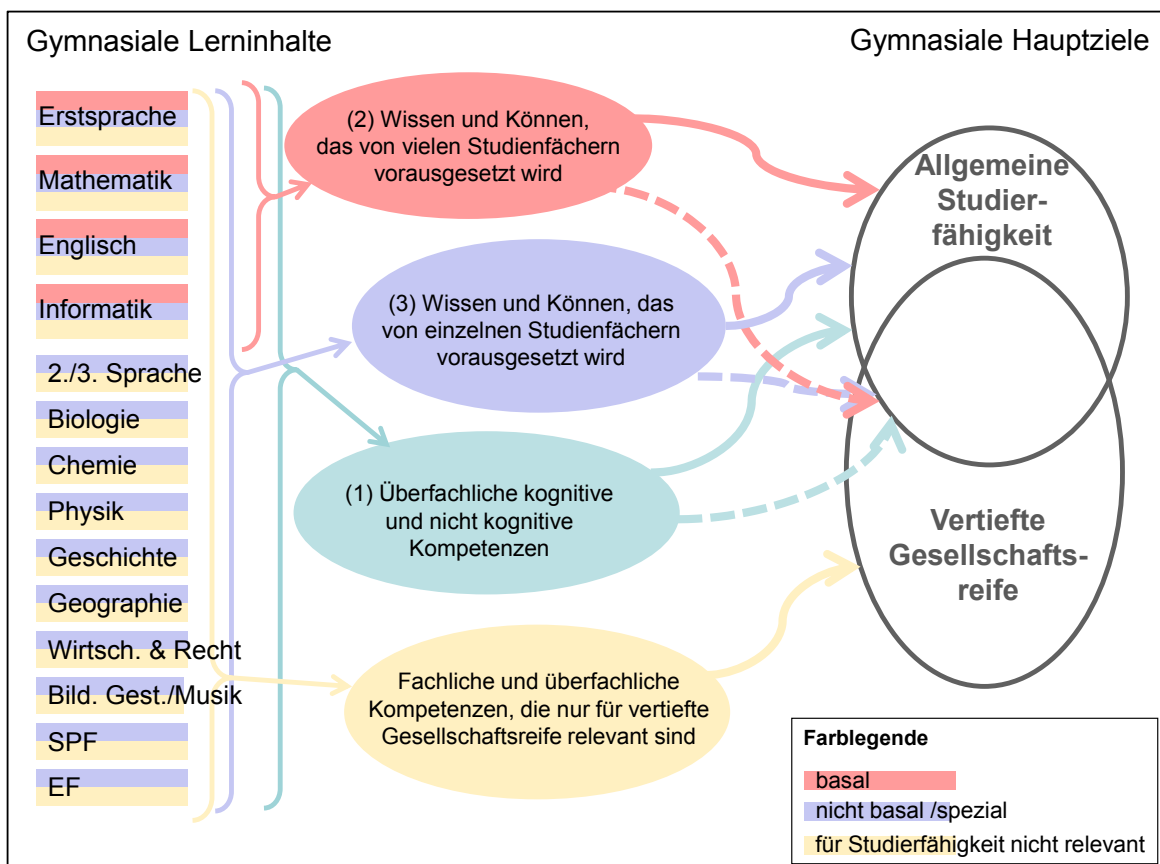 Gymnasiale Lerninhalte
Gymnasiale Hauptziele
Erstsprache
Mathematik
Englisch
Informatik
2./3. Sprache
Biologie
Chemie
Physik
Geschichte
Geographie
Wirtsch. & Recht
Bild. Gest./Musik
SPF
EF
(2) Wissen und Können,
das von vielen Studienfächern
vorausgesetzt wird
(3) Wissen und Können, das
von einzelnen Studienfächern
vorausgesetzt wird
(1) Überfachliche kognitive
und nicht kognitive
Kompetenzen
Fachliche und überfachliche
Kompetenzen, die nur für vertiefte
Gesellschaftsreife relevant sind
Allgemeine
Studier-
fähigkeit
Vertiefte
Gesellschafts-
reife
Farblegende
basal
nicht basal /spezial
für Studierfähigkeit nicht relevant